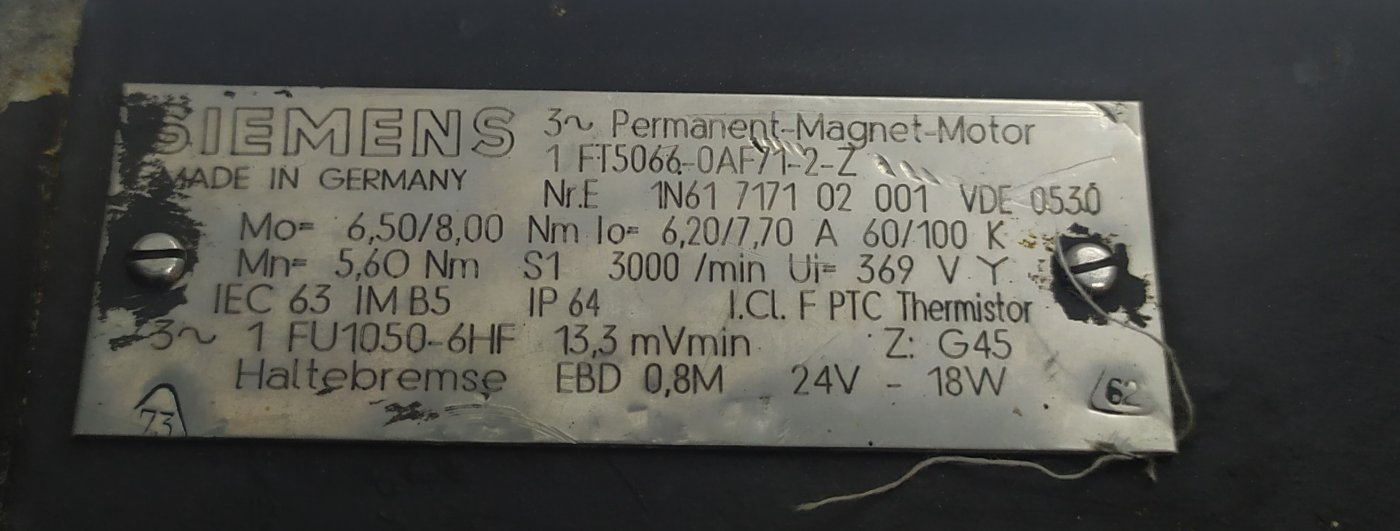 SIEMENS
3~ Permanent-Magnet-Motor
1 FT5066-0AF71-2-Z
MADE IN GERMANY
Nr.E 1N61 7171 02 001 VDE 0530
Mo= 6,50/8,00 Nm Io= 6,20/7,70 A 60/100 K
Mn= 5,60 Nm S1 3000 /min Ui= 369 V Y
IEC 63 IM B5 IP 64 I.Cl. F PTC Thermistor
3~ 1 FU1050-6HF 13,3 mVmin Z: G45
Haltebremse EBD 0,8M 24V - 18W
73
62